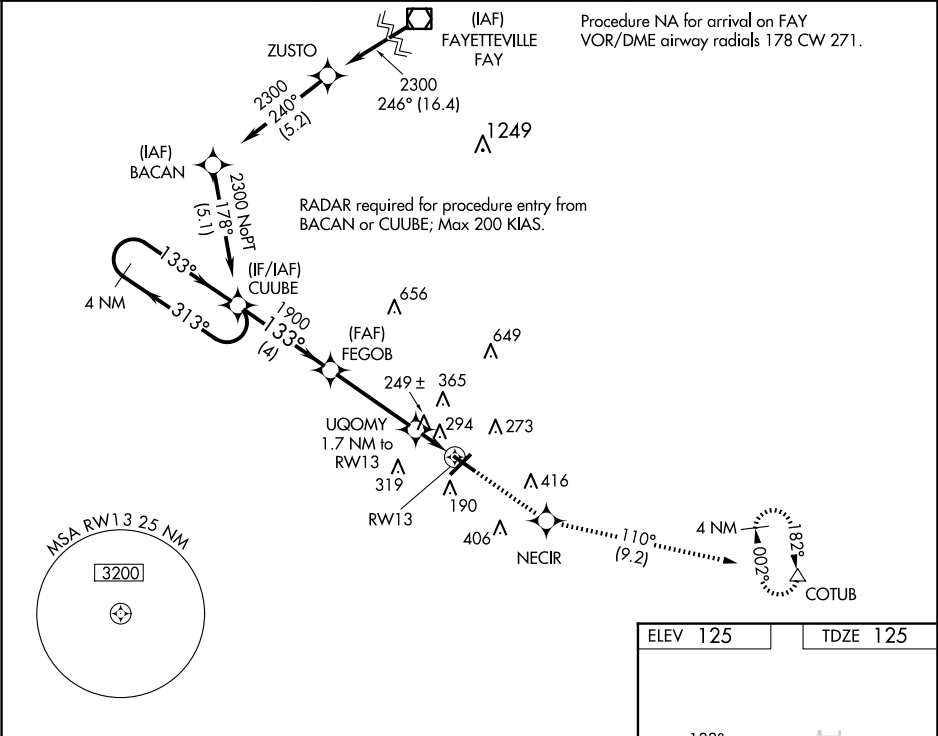 (IAF)
FAYETTEVILLE
FAY
Procedure NA for arrival on FAY
VOR/DME airway radials 178 CW 271.
ZUSTO
2300
246° (16.4)
2300
240°
(5.2)
1249
(IAF)
BACAN
2300 NoPT
178°
(5.1)
RADAR required for procedure entry from
BACAN or CUUBE; Max 200 KIAS.
133°
4 NM
313°
(IF/IAF)
CUUBE
1900
133°
(4)
656
(FAF)
FEGOB
649
249 ±
365
UQOMY
1.7 NM to
RW13
294
273
319
190
416
RW13
406
NECIR
110°
(9.2)
4 NM
182°
002°
COTUB
MSA RW13 25 NM
3200
ELEV 125
TDZE 125